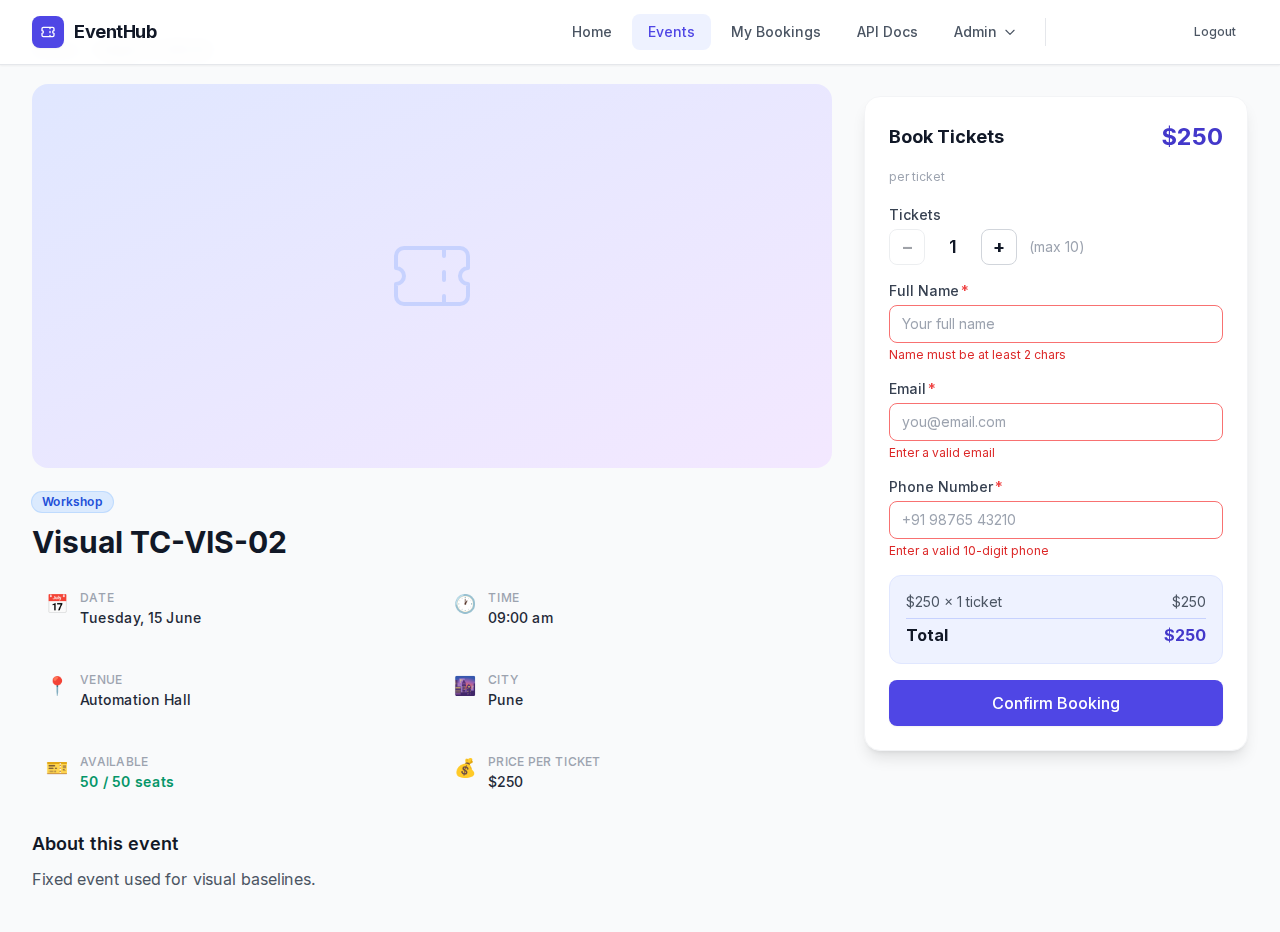 EventHub
Home
Events
My Bookings
API Docs
Admin
Logout
Workshop
Visual TC-VIS-02
DATE
Tuesday, 15 June
TIME
09:00 am
VENUE
Automation Hall
CITY
Pune
AVAILABLE
50 / 50 seats
PRICE PER TICKET
$250
About this event
Fixed event used for visual baselines.
Book Tickets
$250
per ticket
Tickets
− 1 + (max 10)
Full Name *
Your full name
Name must be at least 2 chars
Email *
you@email.com
Enter a valid email
Phone Number *
+91 98765 43210
Enter a valid 10-digit phone
$250 × 1 ticket $250
Total $250
Confirm Booking